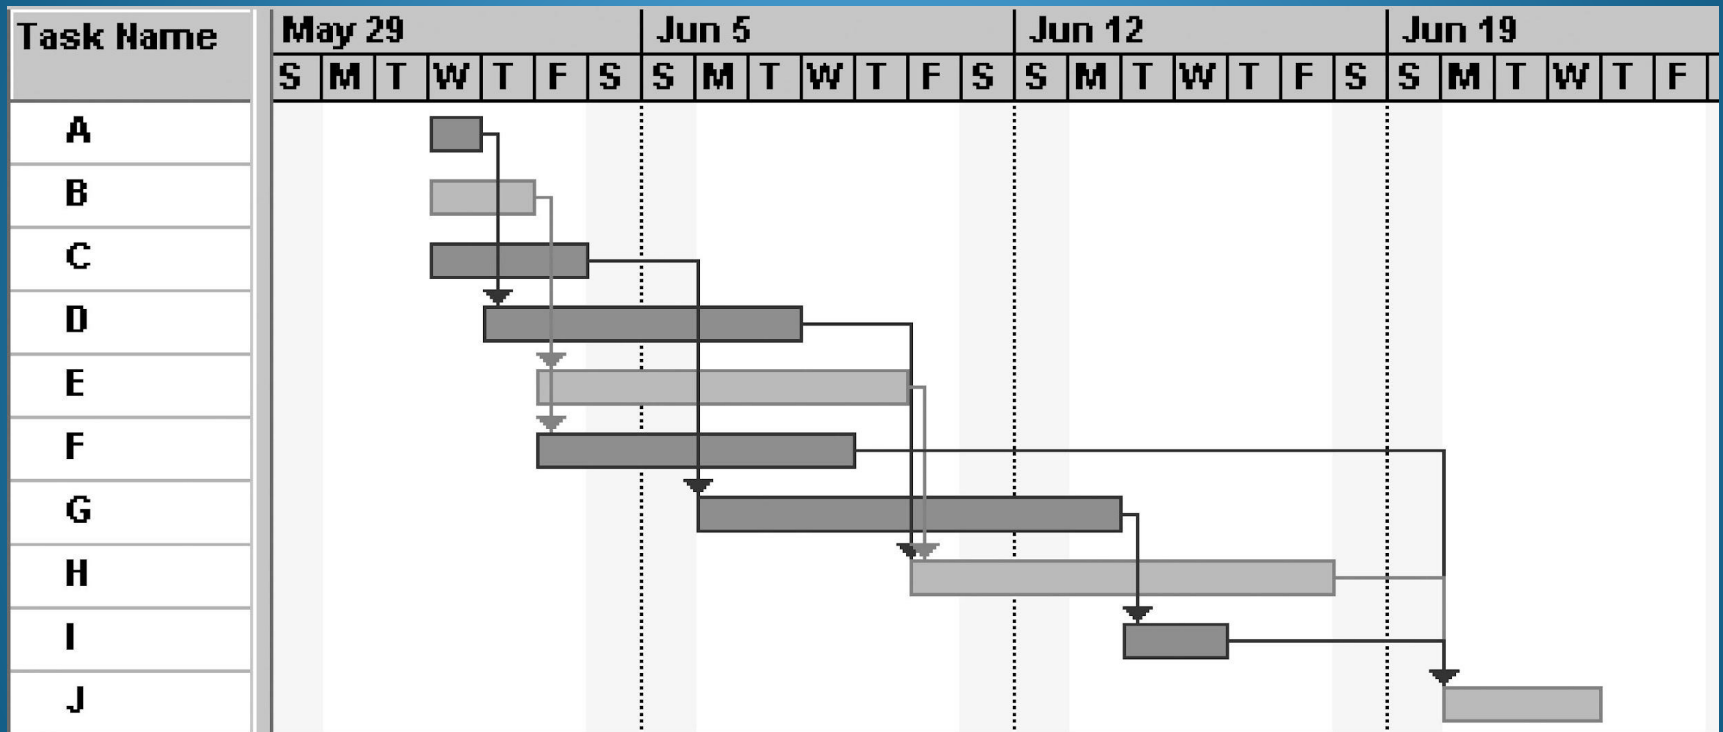 Task Name May 29 Jun 5 Jun 12 Jun 19
S M T W T F S S M T W T F S S M T W T F S S M T W T F
A
B
C
D
E
F
G
H
I
J